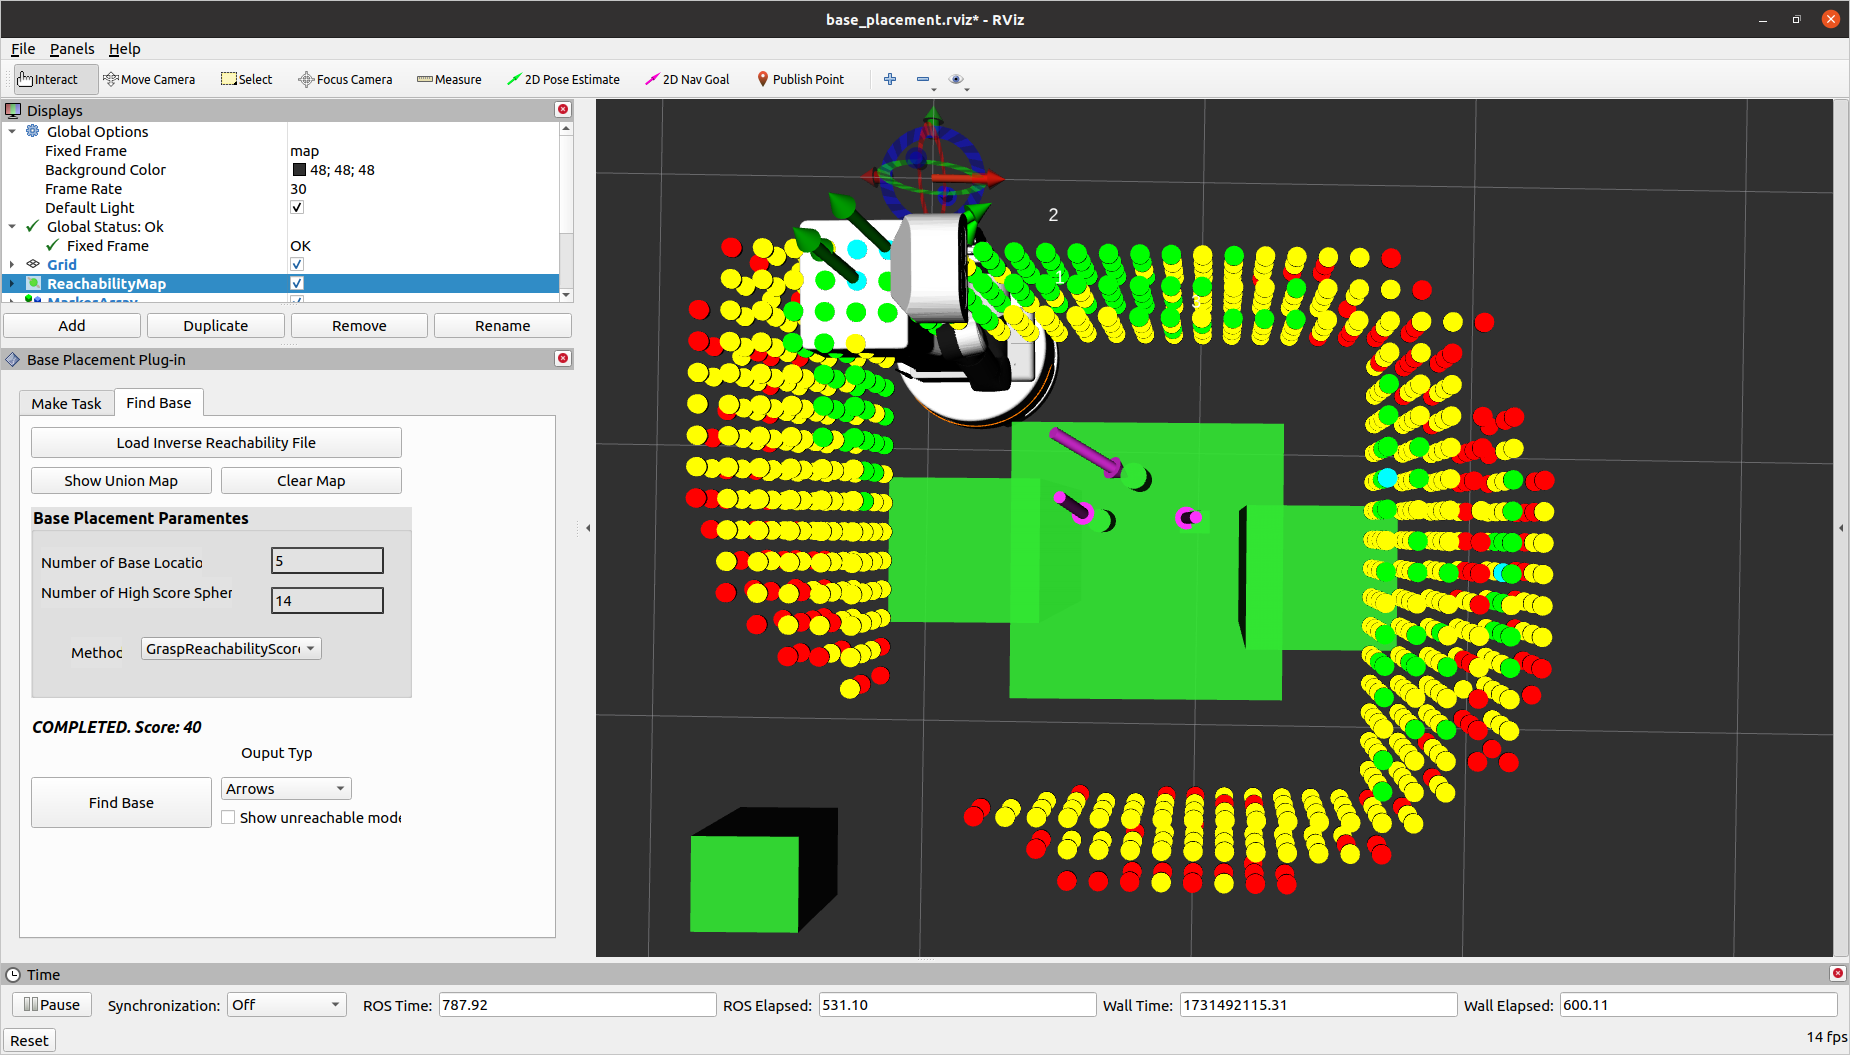 base_placement.rviz* - RViz
File Panels Help
Interact Move Camera Select Focus Camera Measure 2D Pose Estimate 2D Nav Goal Publish Point
Displays
Global Options
Fixed Frame map
Background Color 48; 48; 48
Frame Rate 30
Default Light
Global Status: Ok
Fixed Frame OK
Grid
ReachabilityMap
MarkerArray
Add Duplicate Remove Rename
Base Placement Plug-in
Make Task Find Base
Load Inverse Reachability File
Show Union Map Clear Map
Base Placement Paramentes
Number of Base Locatio 5
Number of High Score Spher 14
Methoc GraspReachabilityScore
COMPLETED. Score: 40
Ouput Typ
Find Base Arrows
Show unreachable mode
2
1
Time
Pause Synchronization: Off ROS Time: 787.92 ROS Elapsed: 531.10 Wall Time: 1731492115.31 Wall Elapsed: 600.11
Reset 14 fps